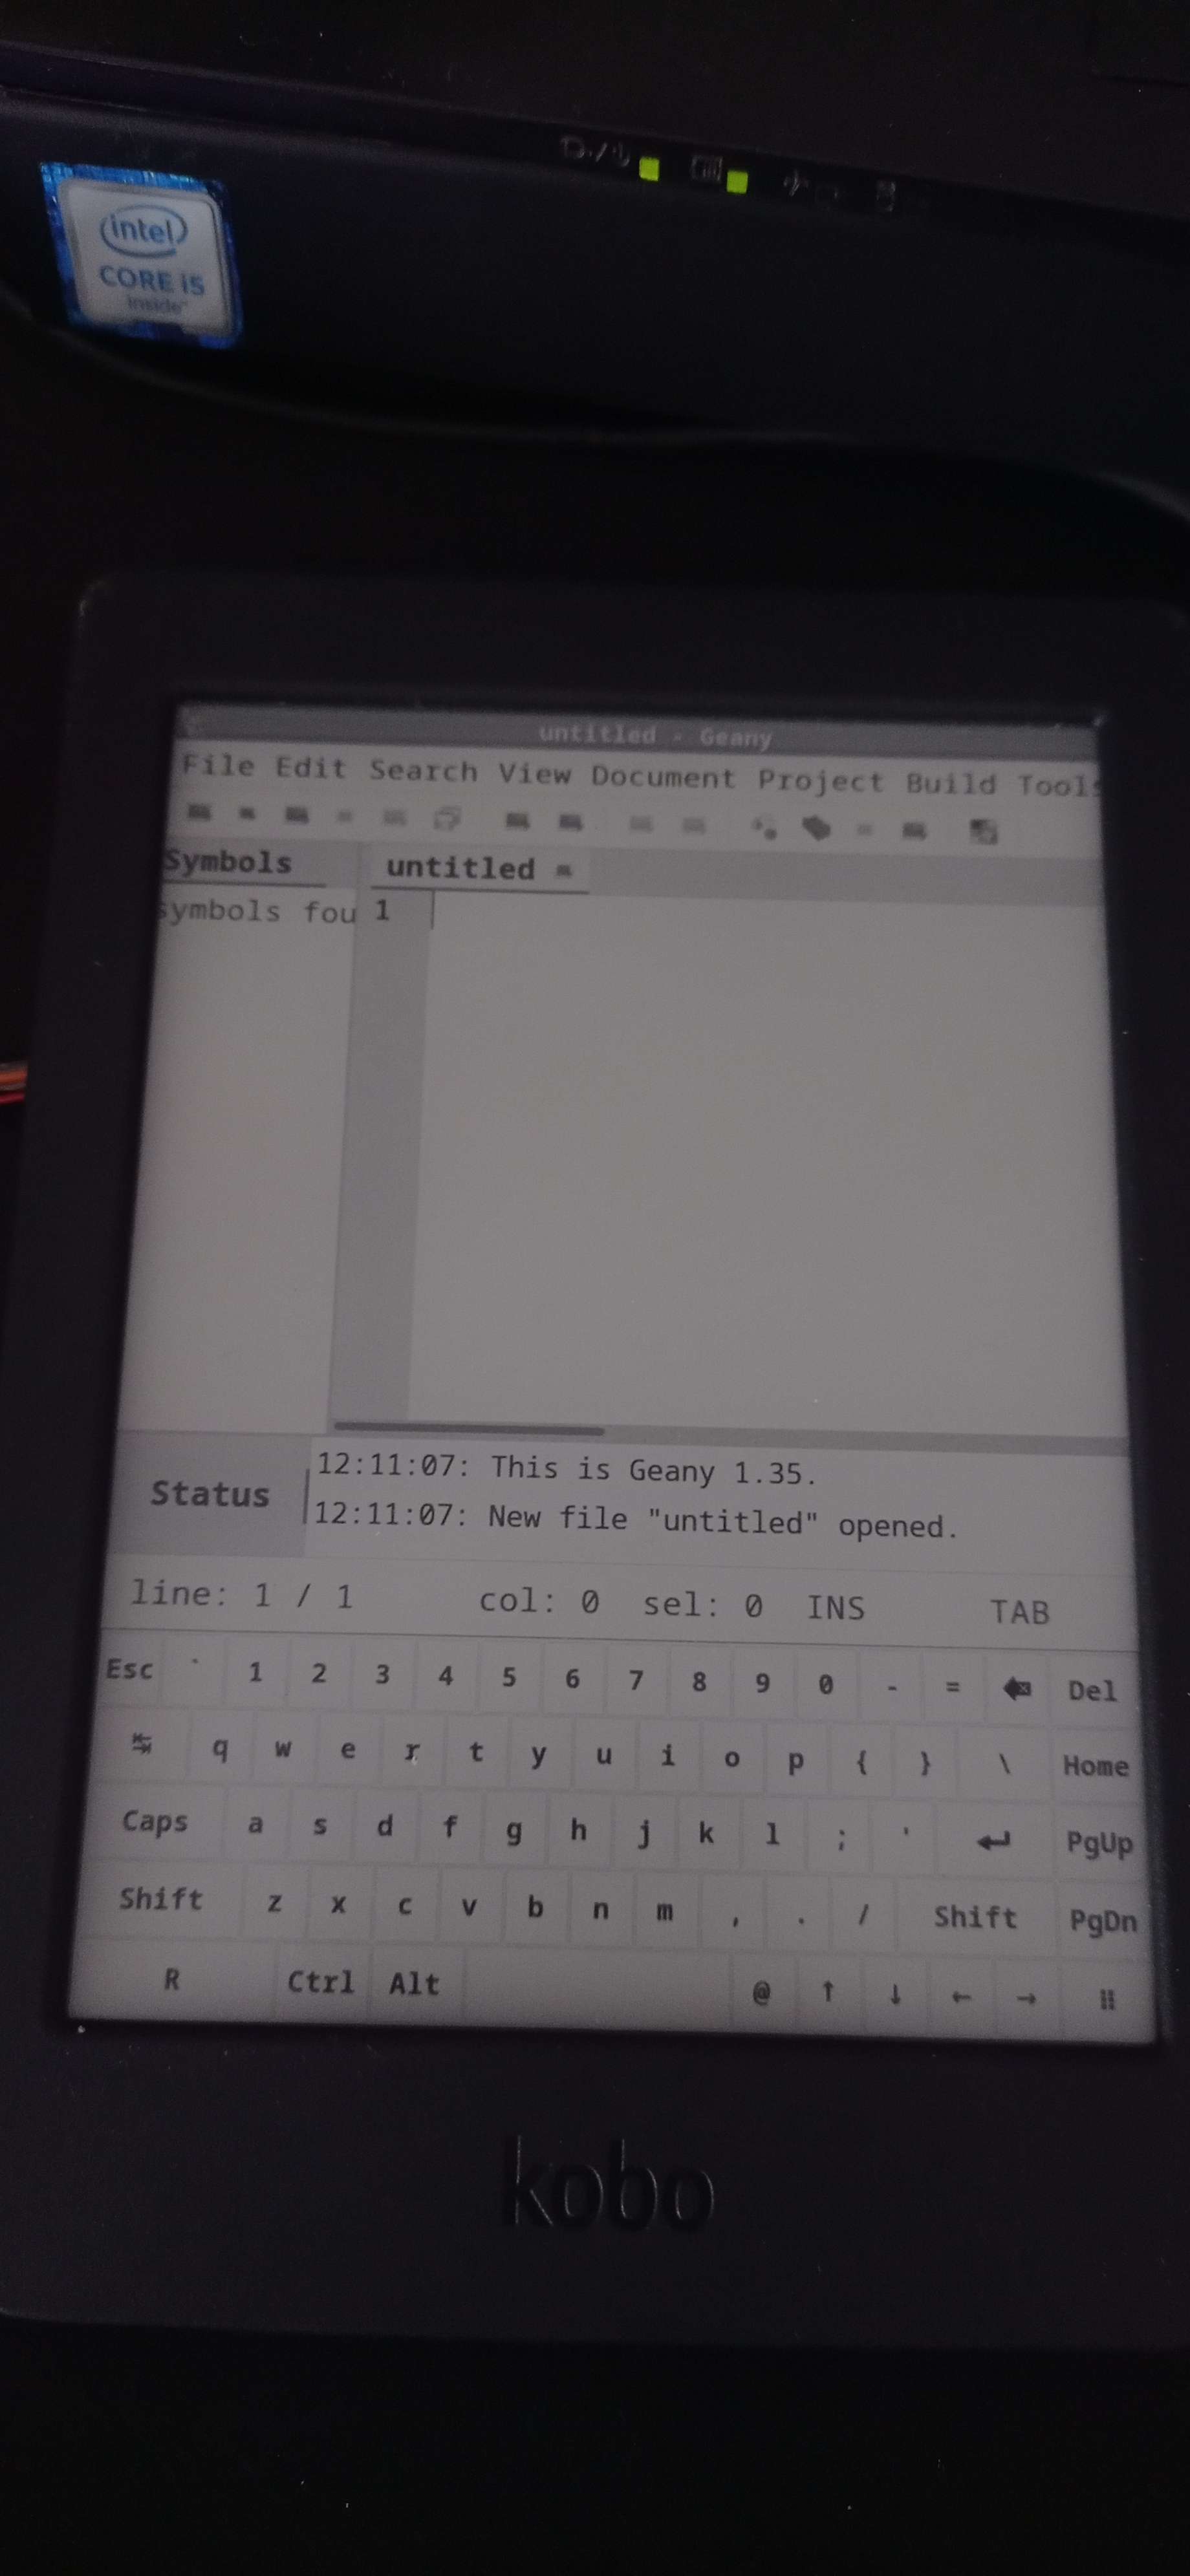 intel
CORE i5
inside™
untitled - Geany
File Edit Search View Document Project Build Tools
Symbols untitled
symbols fou 1
Status
12:11:07: This is Geany 1.35.
12:11:07: New file "untitled" opened.
line: 1 / 1 col: 0 sel: 0 INS TAB
Esc ` 1 2 3 4 5 6 7 8 9 0 - = Del
q w e r t y u i o p { } \ Home
Caps a s d f g h j k l ; ' PgUp
Shift z x c v b n m , . / Shift PgDn
R Ctrl Alt @ ↑ ↓ ← →
kobo